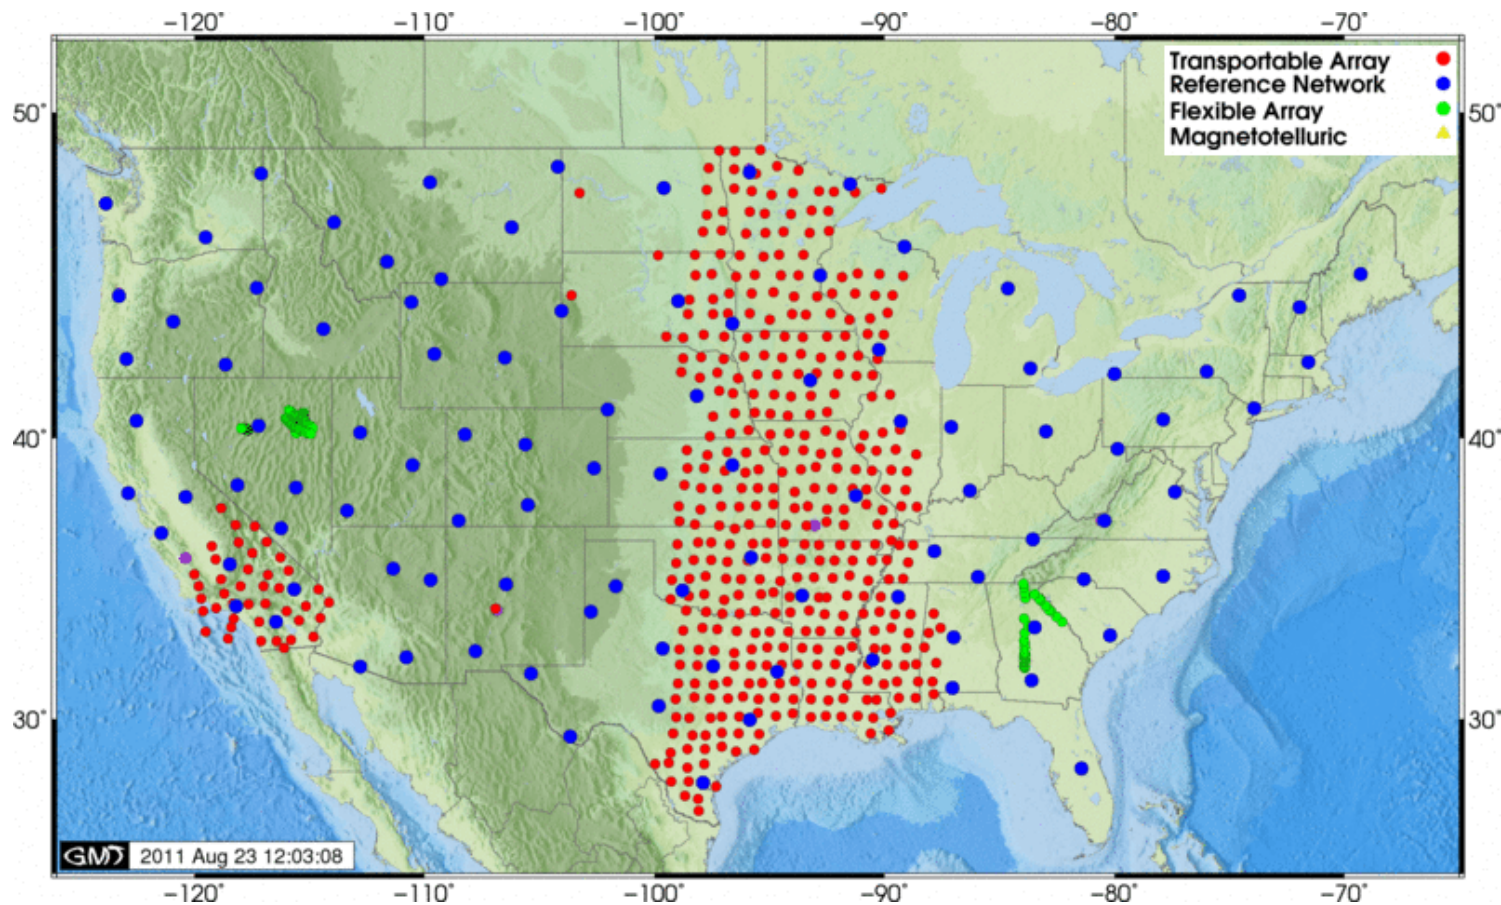 −120° −110° −100° −90° −80° −70°
Transportable Array
Reference Network
Flexible Array
Magnetotelluric
50° 50°
40° 40°
30° 30°
GMT 2011 Aug 23 12:03:08
−120° −110° −100° −90° −80° −70°